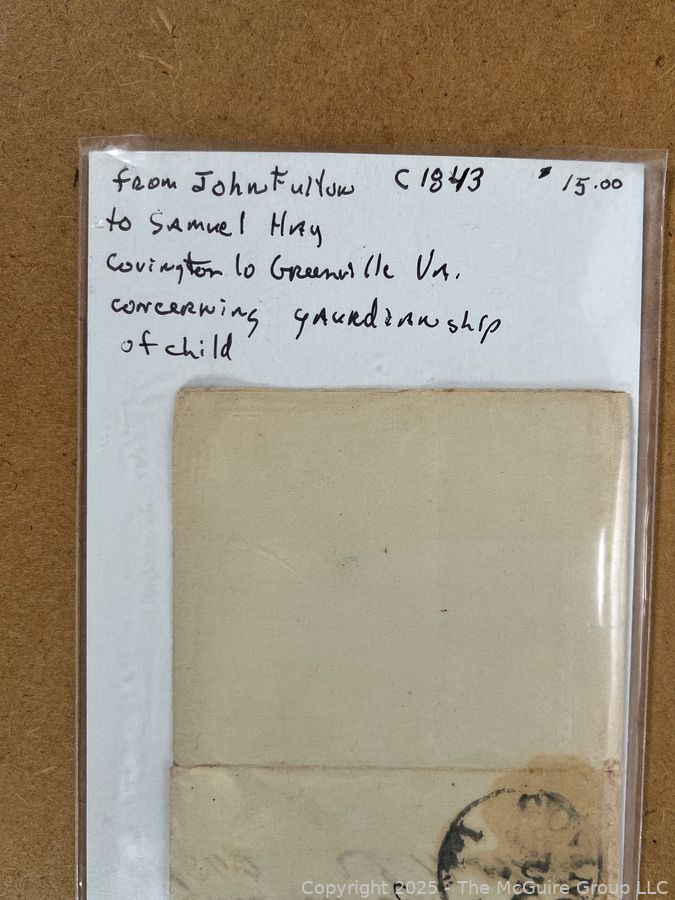 from John Fulton C 1843 $15.00
to Samuel Hay
Covington to Greenville Va.
concerning gaurdianship
of child
Copyright 2025 - The McGuire Group LLC